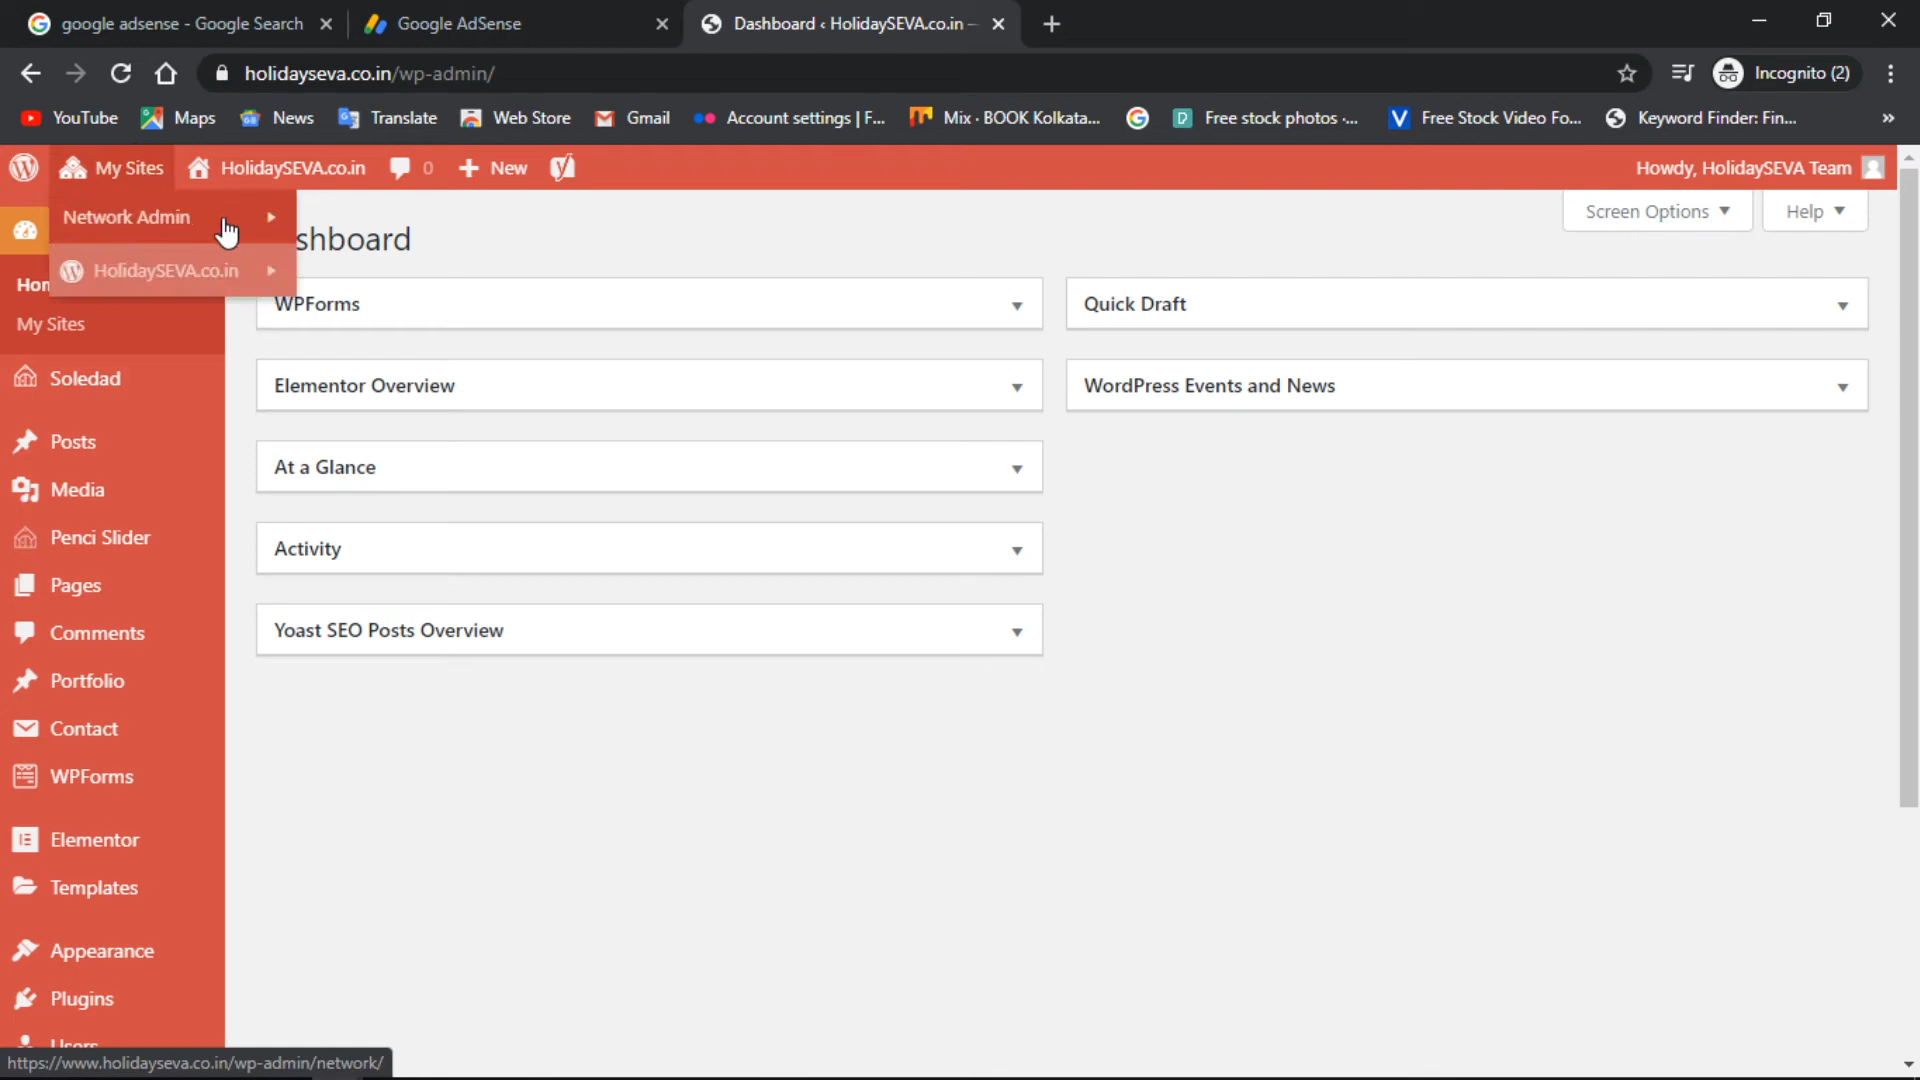 google adsense - Google Search
Google AdSense
Dashboard ‹ HolidaySEVA.co.in –
holidayseva.co.in/wp-admin/
Incognito (2)
YouTube
Maps
News
Translate
Web Store
Gmail
Account settings | F...
Mix · BOOK Kolkata...
Free stock photos ·...
Free Stock Video Fo...
Keyword Finder: Fin...
»
My Sites
HolidaySEVA.co.in
0
New
Howdy, HolidaySEVA Team
Network Admin
HolidaySEVA.co.in
shboard
Screen Options
Help
Hon
My Sites
Soledad
Posts
Media
Penci Slider
Pages
Comments
Portfolio
Contact
WPForms
Elementor
Templates
Appearance
Plugins
Users
WPForms
Elementor Overview
At a Glance
Activity
Yoast SEO Posts Overview
Quick Draft
WordPress Events and News
https://www.holidayseva.co.in/wp-admin/network/